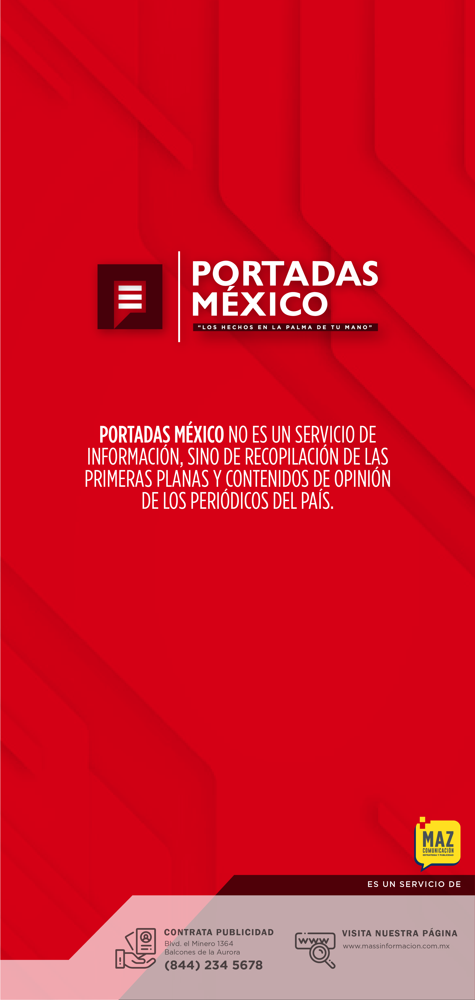 PORTADAS
MÉXICO
“LOS HECHOS EN LA PALMA DE TU MANO”
PORTADAS MÉXICO NO ES UN SERVICIO DE
INFORMACIÓN, SINO DE RECOPILACIÓN DE LAS
PRIMERAS PLANAS Y CONTENIDOS DE OPINIÓN
DE LOS PERIÓDICOS DEL PAÍS.
MAZ
COMUNICACIÓN
ESTRATEGIA Y PUBLICIDAD
ES UN SERVICIO DE
CONTRATA PUBLICIDAD
Blvd. el Minero 1364
Balcones de la Aurora
(844) 234 5678
www
VISITA NUESTRA PÁGINA
www.massinformacion.com.mx